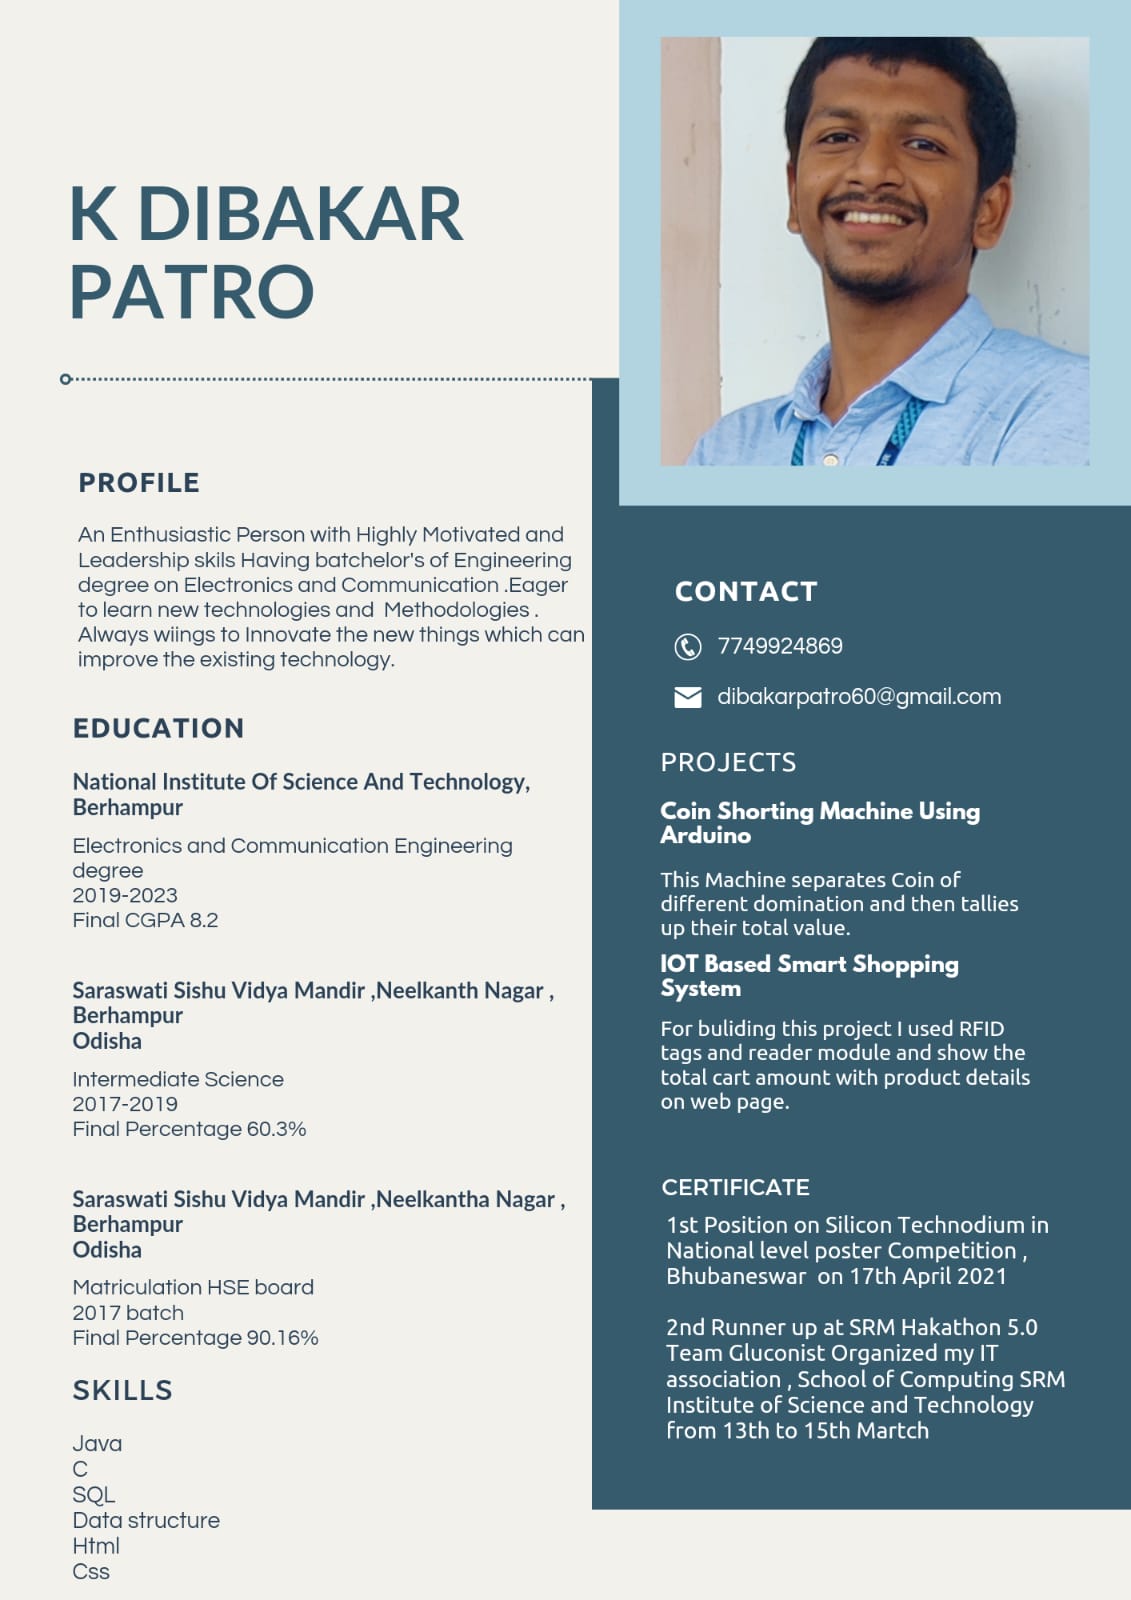 K DIBAKAR
PATRO
PROFILE
An Enthusiastic Person with Highly Motivated and
Leadership skils Having batchelor's of Engineering
degree on Electronics and Communication .Eager
to learn new technologies and  Methodologies .
Always wiings to Innovate the new things which can
improve the existing technology.
EDUCATION
National Institute Of Science And Technology,
Berhampur
Electronics and Communication Engineering
degree
2019-2023
Final CGPA 8.2
Saraswati Sishu Vidya Mandir ,Neelkanth Nagar ,
Berhampur
Odisha
Intermediate Science
2017-2019
Final Percentage 60.3%
Saraswati Sishu Vidya Mandir ,Neelkantha Nagar ,
Berhampur
Odisha
Matriculation HSE board
2017 batch
Final Percentage 90.16%
SKILLS
Java
C
SQL
Data structure
Html
Css
CONTACT
7749924869
dibakarpatro60@gmail.com
PROJECTS
Coin Shorting Machine Using
Arduino
This Machine separates Coin of
different domination and then tallies
up their total value.
IOT Based Smart Shopping
System
For buliding this project I used RFID
tags and reader module and show the
total cart amount with product details
on web page.
CERTIFICATE
1st Position on Silicon Technodium in
National level poster Competition ,
Bhubaneswar  on 17th April 2021
2nd Runner up at SRM Hakathon 5.0
Team Gluconist Organized my IT
association , School of Computing SRM
Institute of Science and Technology
from 13th to 15th Martch